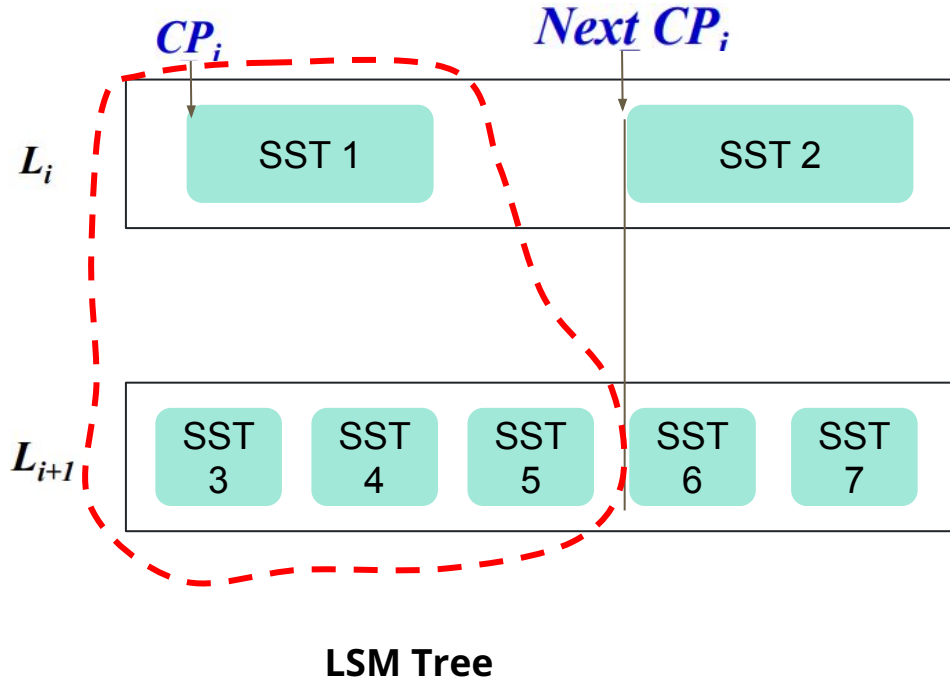 CPᵢ
Next CPᵢ
Lᵢ
SST 1
SST 2
Lᵢ₊₁
SST
3
SST
4
SST
5
SST
6
SST
7
LSM Tree